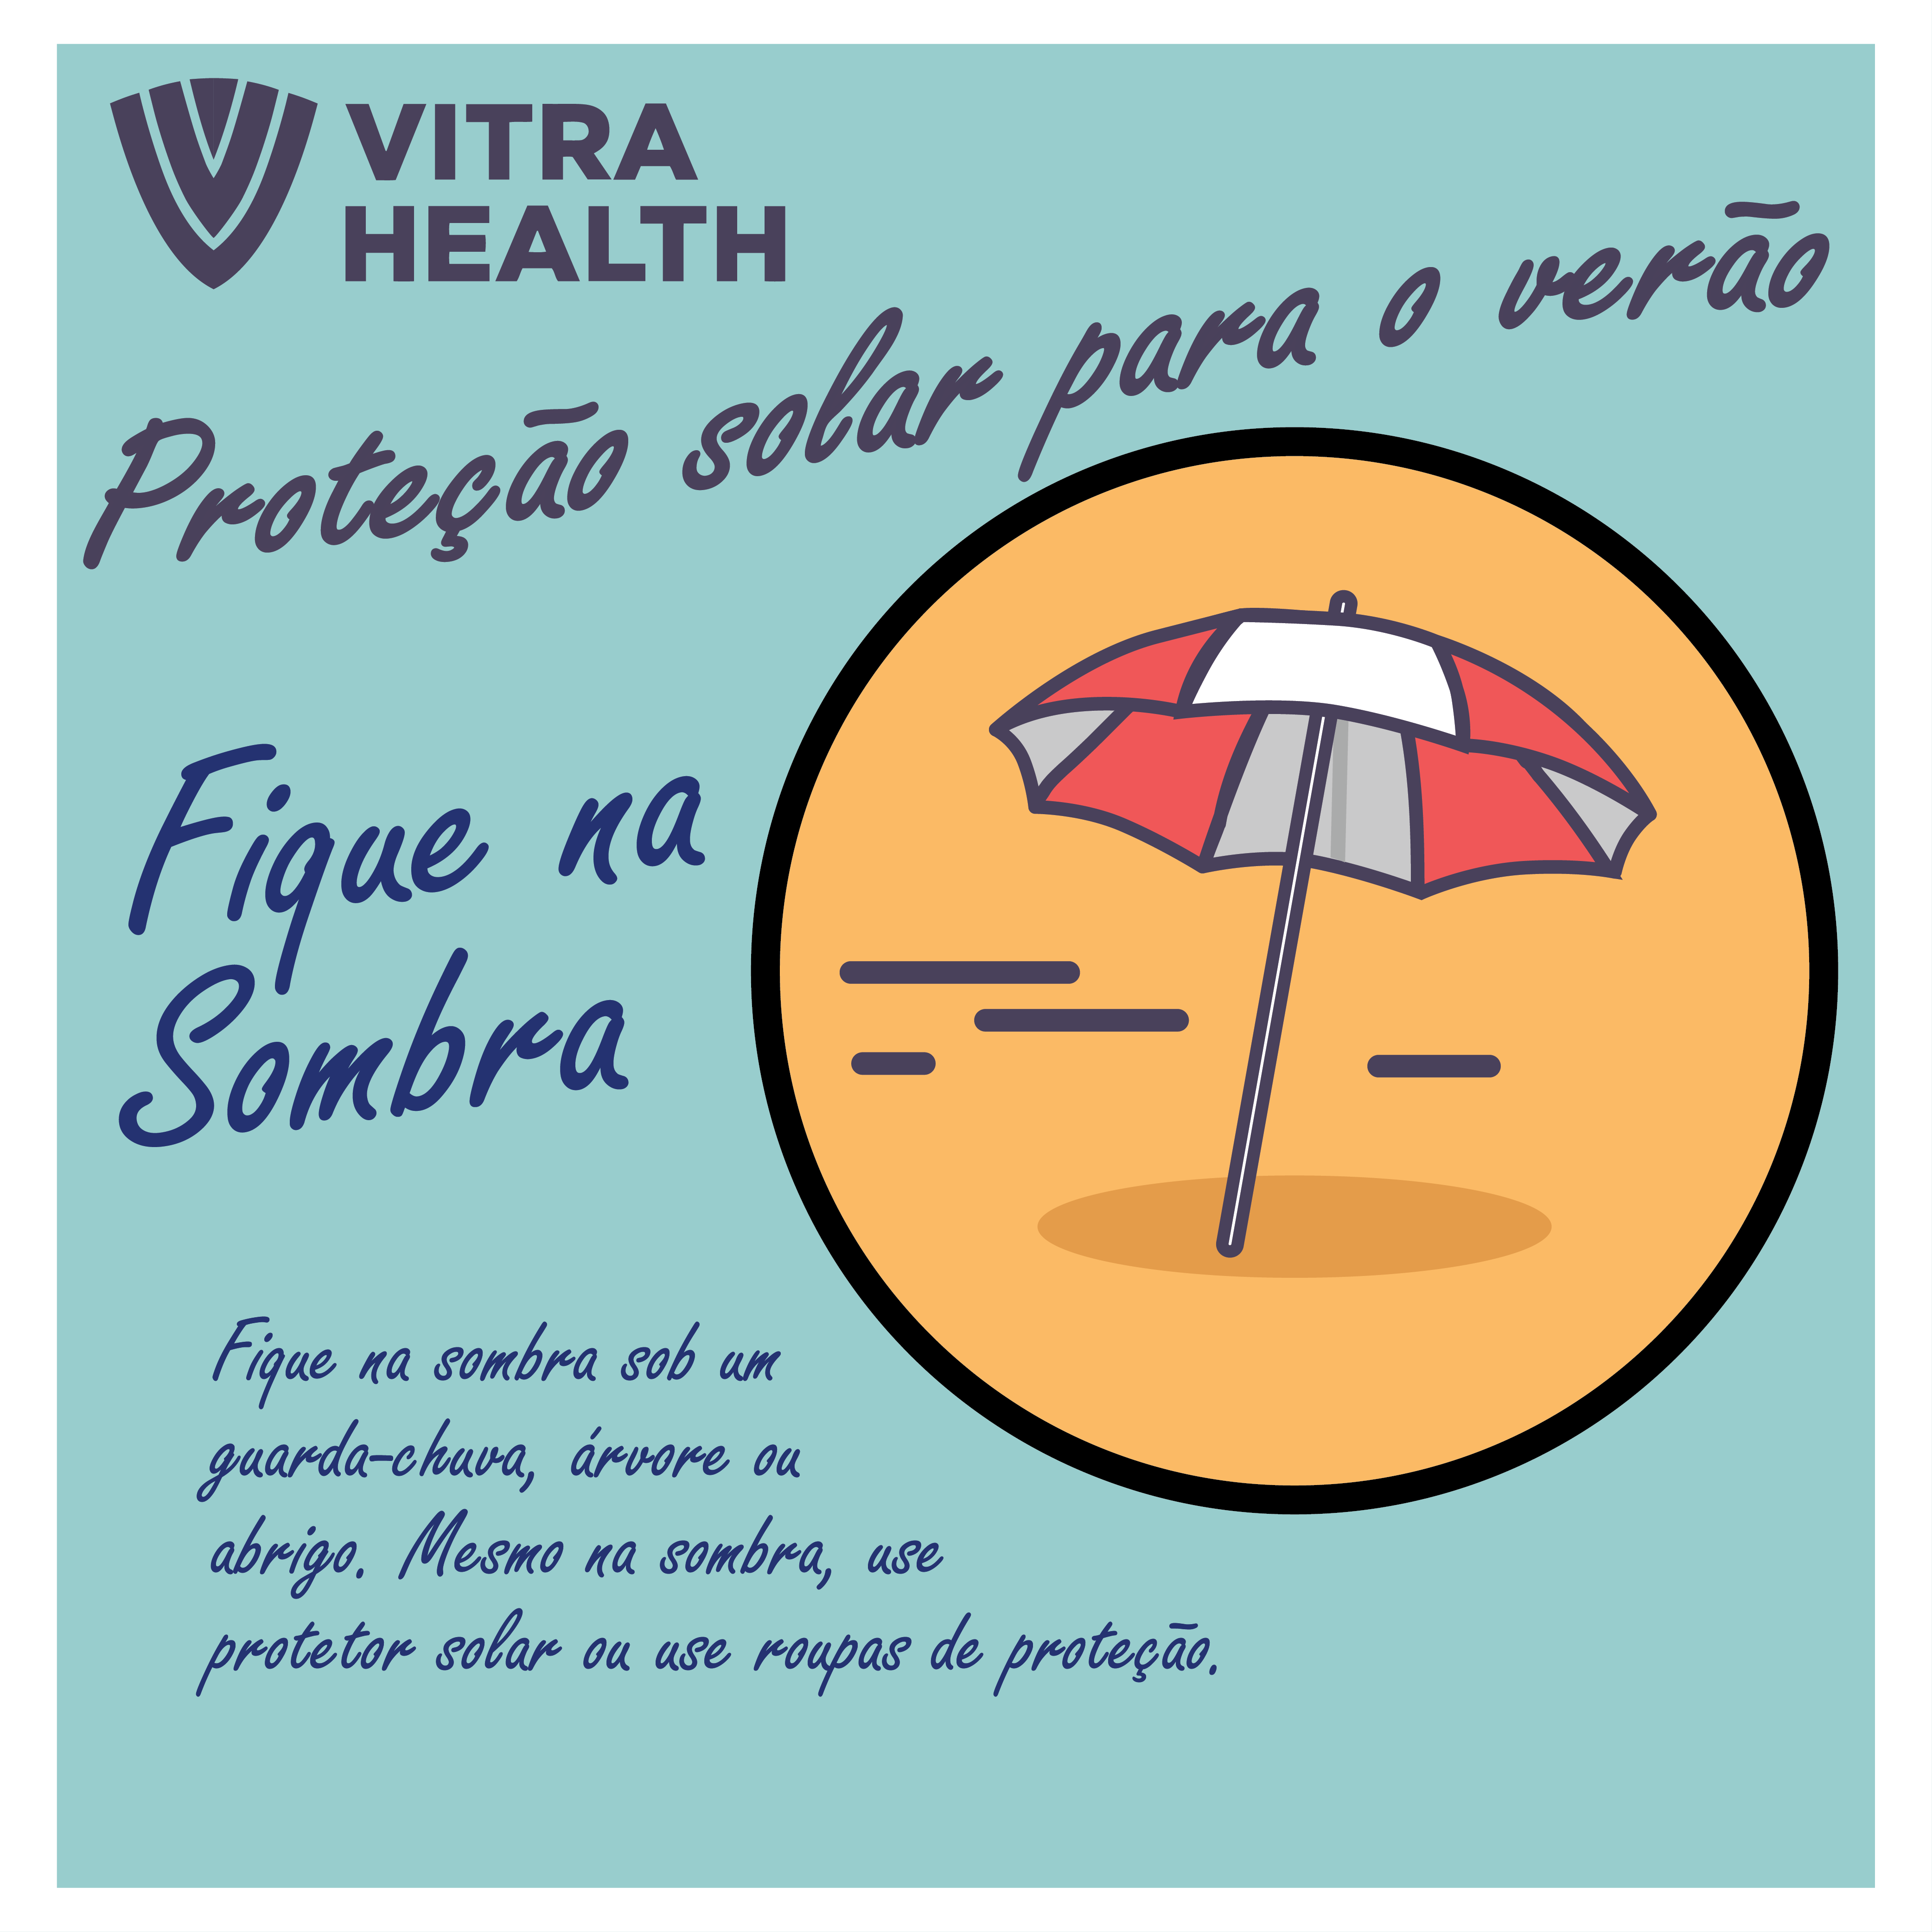 VITRA
HEALTH
Proteção solar para o verão
Fique na
Sombra
Fique na sombra sob um
guarda-chuva, árvore ou
abrigo. Mesmo na sombra, use
protetor solar ou use roupas de proteção.